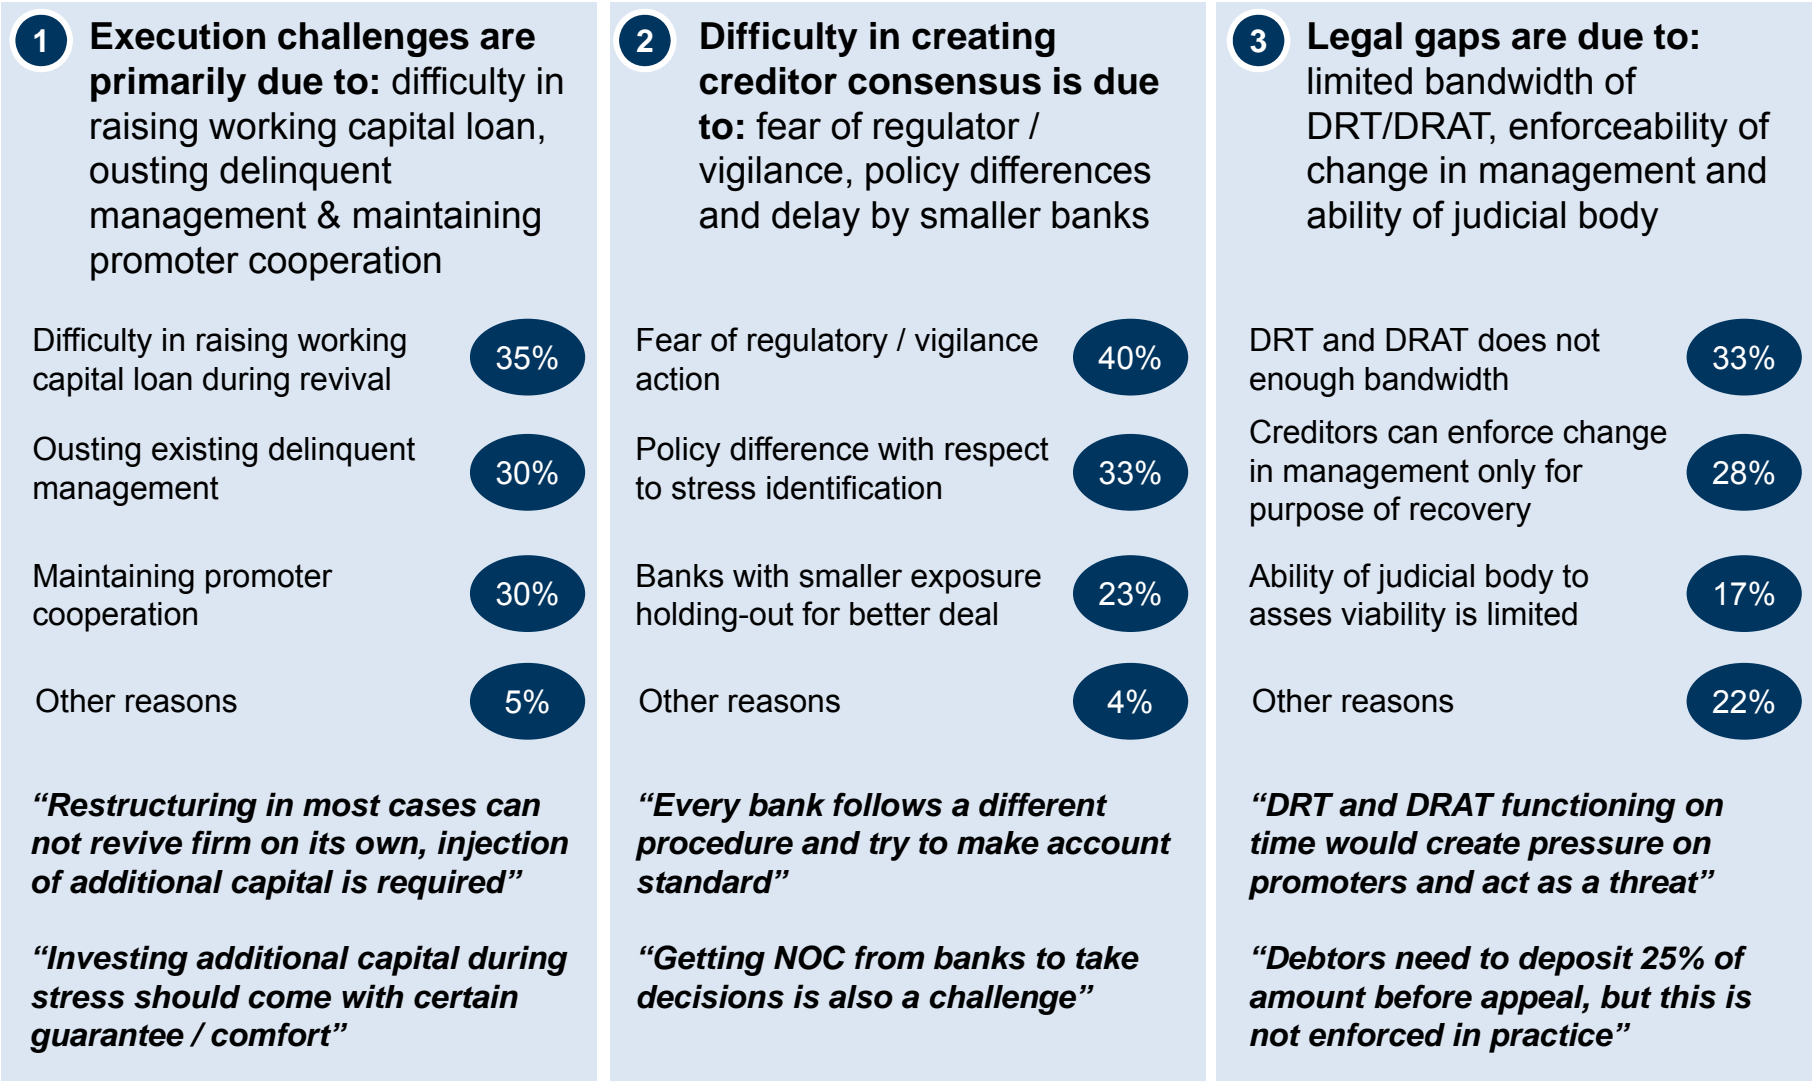 1
Execution challenges are
primarily due to: difficulty in
raising working capital loan,
ousting delinquent
management & maintaining
promoter cooperation
Difficulty in raising working
capital loan during revival
35%
Ousting existing delinquent
management
30%
Maintaining promoter
cooperation
30%
Other reasons
5%
“Restructuring in most cases can
not revive firm on its own, injection
of additional capital is required”
“Investing additional capital during
stress should come with certain
guarantee / comfort”
2
Difficulty in creating
creditor consensus is due
to: fear of regulator /
vigilance, policy differences
and delay by smaller banks
Fear of regulatory / vigilance
action
40%
Policy difference with respect
to stress identification
33%
Banks with smaller exposure
holding-out for better deal
23%
Other reasons
4%
“Every bank follows a different
procedure and try to make account
standard”
“Getting NOC from banks to take
decisions is also a challenge”
3
Legal gaps are due to:
limited bandwidth of
DRT/DRAT, enforceability of
change in management and
ability of judicial body
DRT and DRAT does not
enough bandwidth
33%
Creditors can enforce change
in management only for
purpose of recovery
28%
Ability of judicial body to
asses viability is limited
17%
Other reasons
22%
“DRT and DRAT functioning on
time would create pressure on
promoters and act as a threat”
“Debtors need to deposit 25% of
amount before appeal, but this is
not enforced in practice”